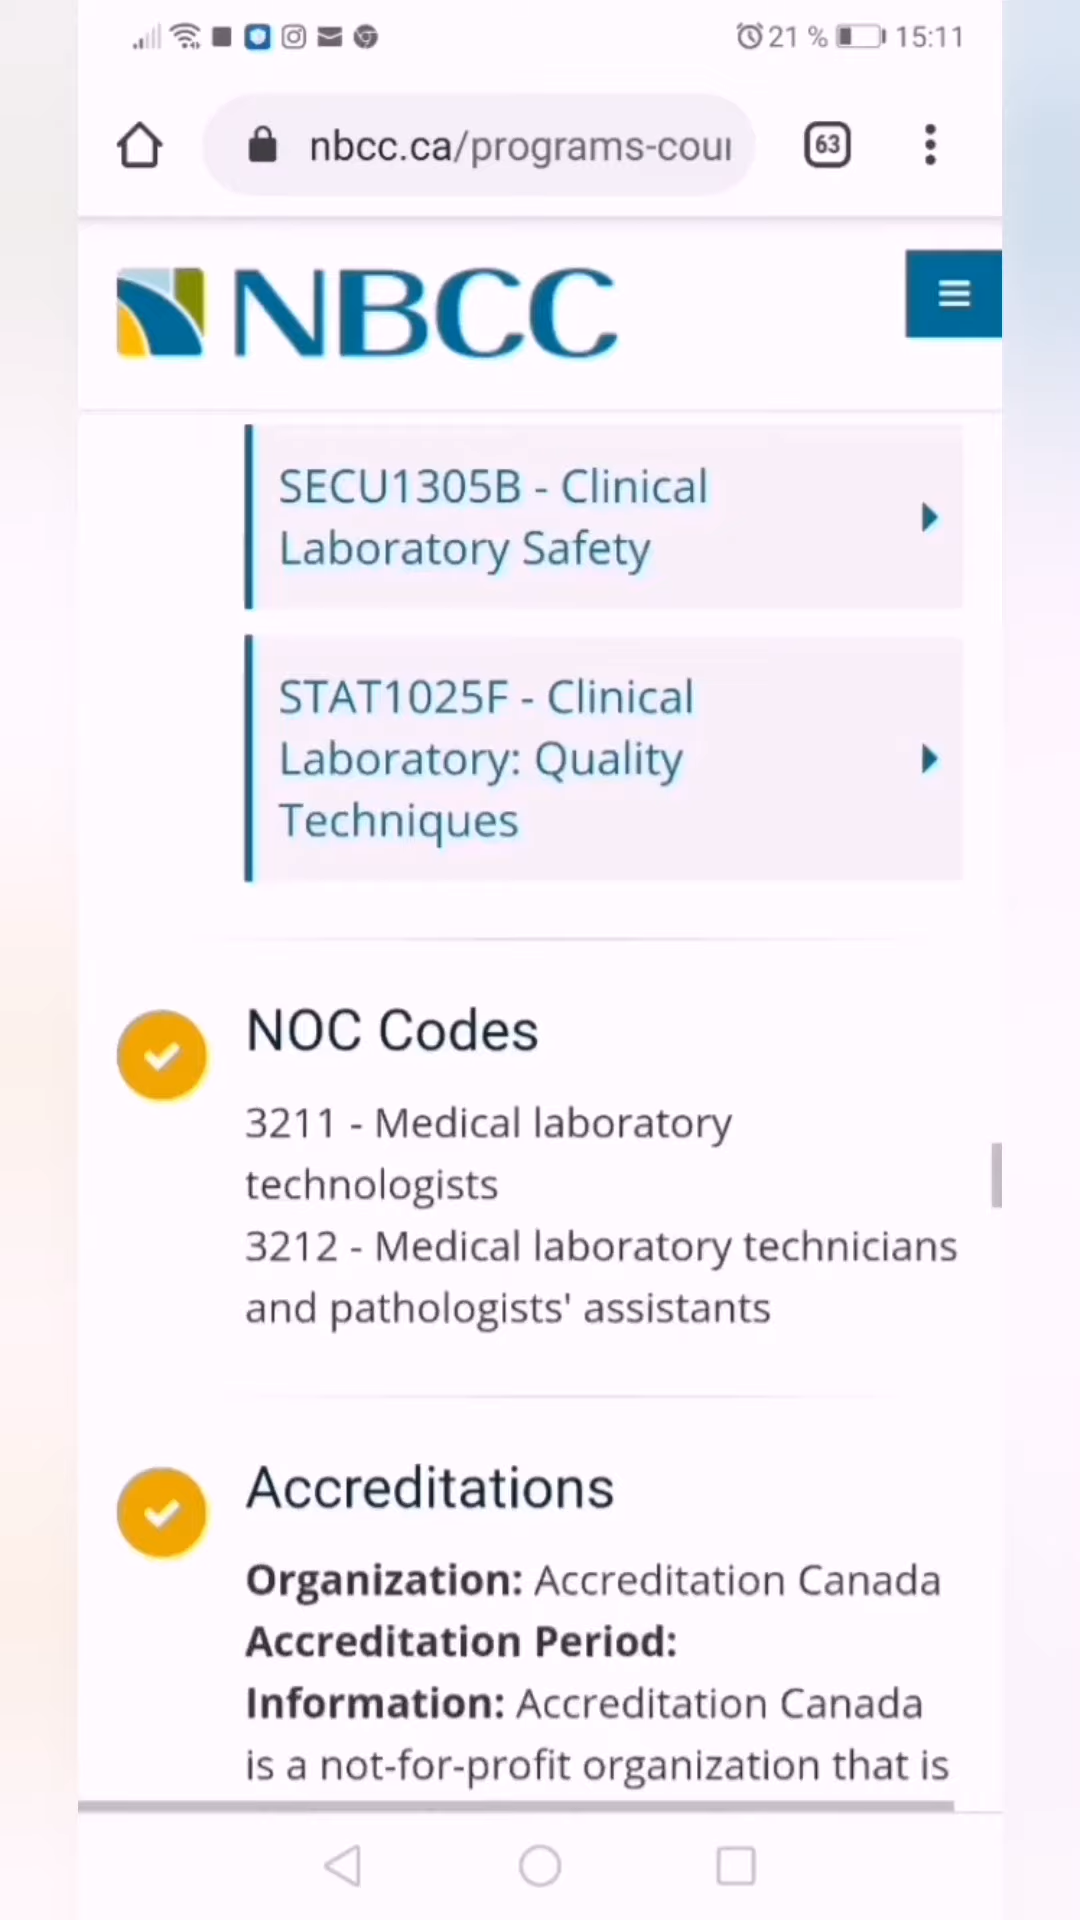 21 % 15:11
nbcc.ca/programs-cour
63
NBCC
SECU1305B - Clinical
Laboratory Safety
STAT1025F - Clinical
Laboratory: Quality
Techniques
NOC Codes
3211 - Medical laboratory
technologists
3212 - Medical laboratory technicians
and pathologists' assistants
Accreditations
Organization: Accreditation Canada
Accreditation Period:
Information: Accreditation Canada
is a not-for-profit organization that is